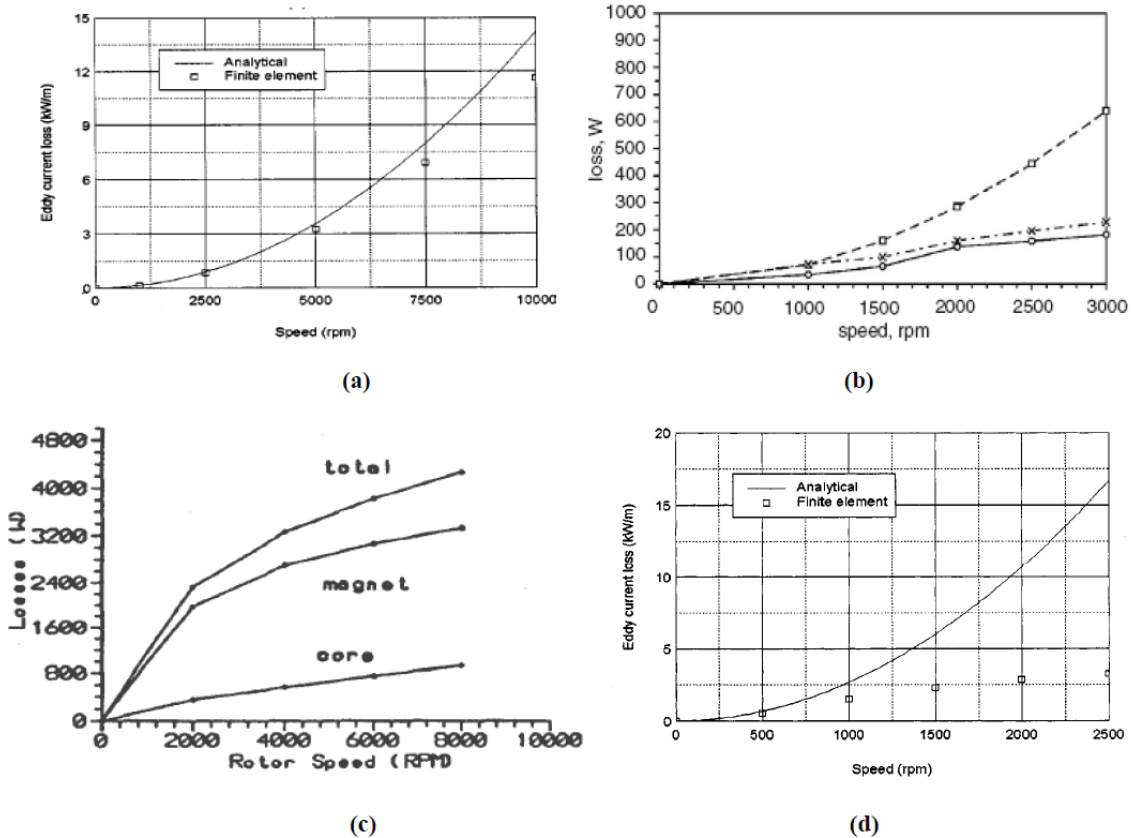 15
12
9
6
3
0
Eddy current loss (kW/m)
Analytical
Finite element
0
2500
5000
7500
10000
Speed (rpm)
(a)
1000
900
800
700
600
500
400
300
200
100
0
loss, W
0
500
1000
1500
2000
2500
3000
speed, rpm
(b)
4800
4000
3200
2400
1600
800
0
Losses (W)
total
magnet
core
0
2000
4000
6000
8000
10000
Rotor Speed (RPM)
(c)
20
15
10
5
0
Eddy current loss (kW/m)
Analytical
Finite element
0
500
1000
1500
2000
2500
Speed (rpm)
(d)